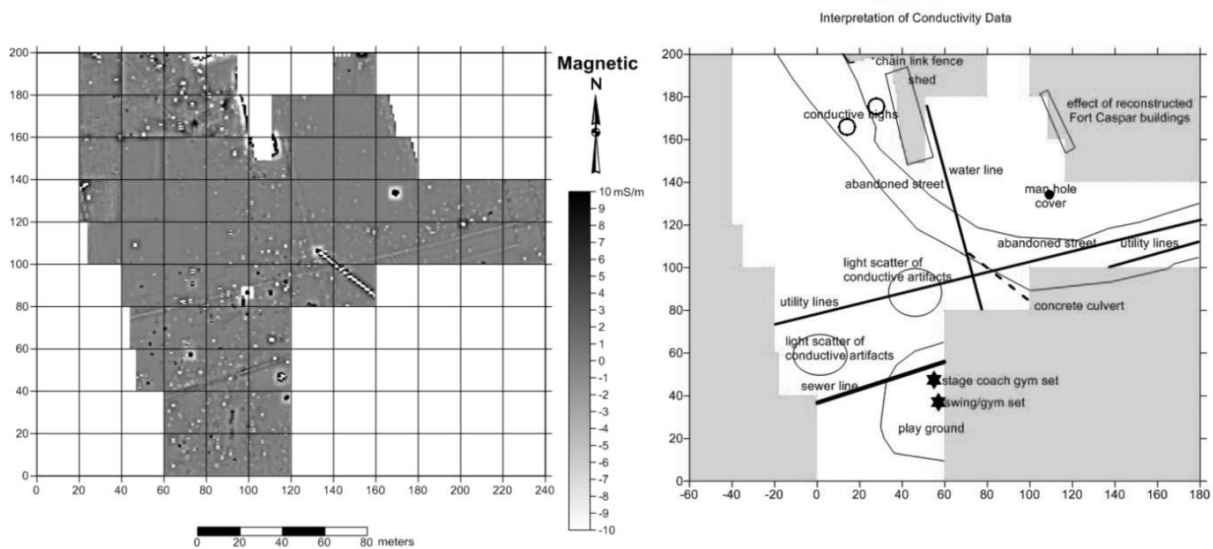 Interpretation of Conductivity Data
Magnetic
N
200
180
160
140
120
100
80
60
40
20
0
0 20 40 60 80 100 120 140 160 180 200 220 240
10 mS/m
9
8
7
6
5
4
3
2
1
0
-1
-2
-3
-4
-5
-6
-7
-8
-9
-10
0 20 40 60 80 meters
200
180
160
140
120
100
80
60
40
20
0
-60 -40 -20 0 20 40 60 80 100 120 140 160 180
chain link fence
shed
conductive highs
effect of reconstructed
Fort Caspar buildings
water line
abandoned street
man hole
cover
abandoned street
utility lines
light scatter of
conductive artifacts
utility lines
concrete culvert
light scatter of
conductive artifacts
sewer line
stage coach gym set
swing/gym set
play ground